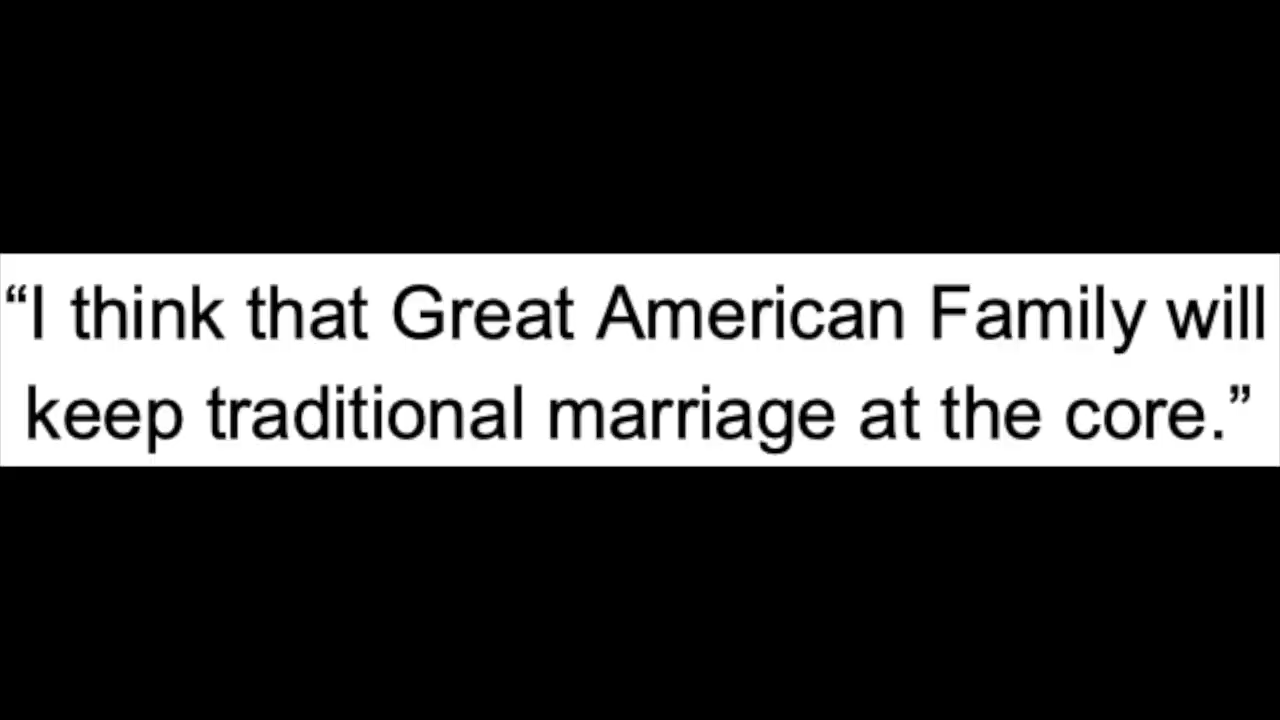 “I think that Great American Family will
keep traditional marriage at the core.”